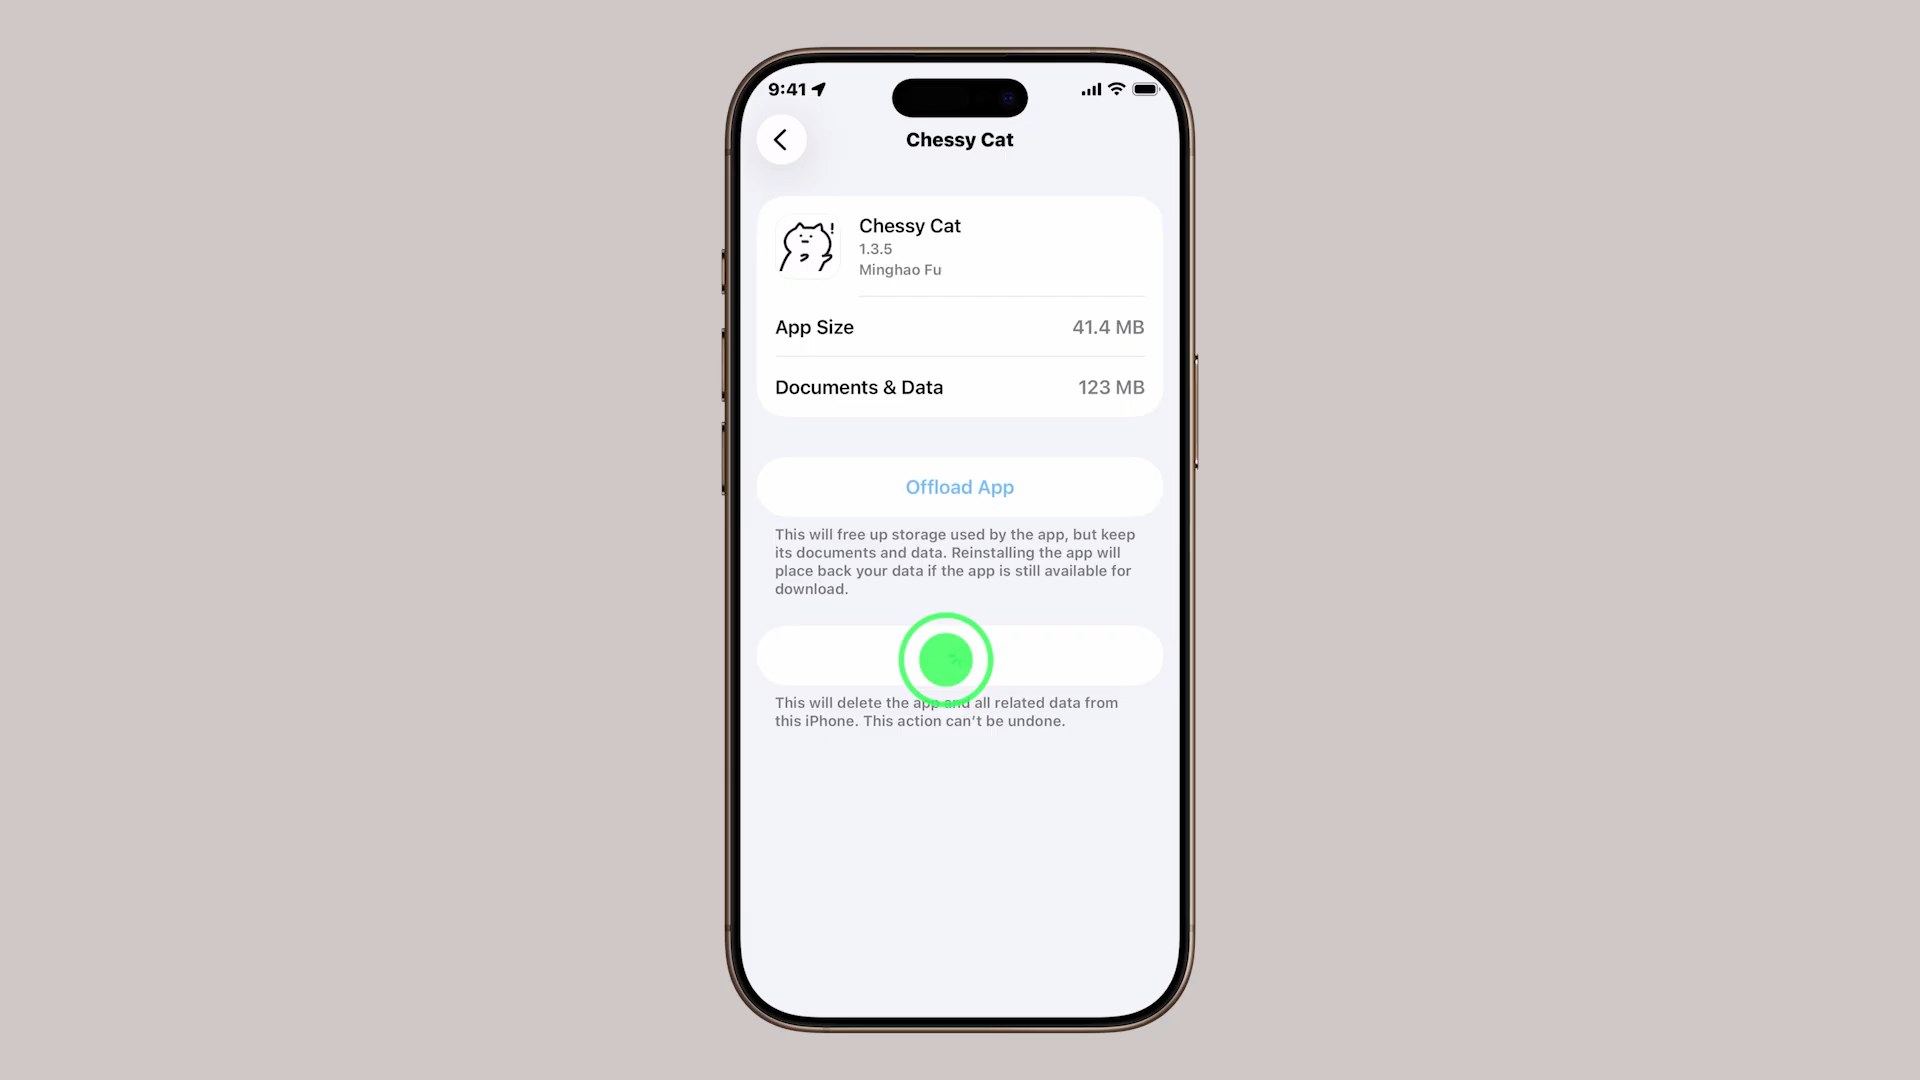 9:41
Chessy Cat
Chessy Cat
1.3.5
Minghao Fu
App Size 41.4 MB
Documents & Data 123 MB
Offload App
This will free up storage used by the app, but keep
its documents and data. Reinstalling the app will
place back your data if the app is still available for
download.
This will delete the app and all related data from
this iPhone. This action can’t be undone.